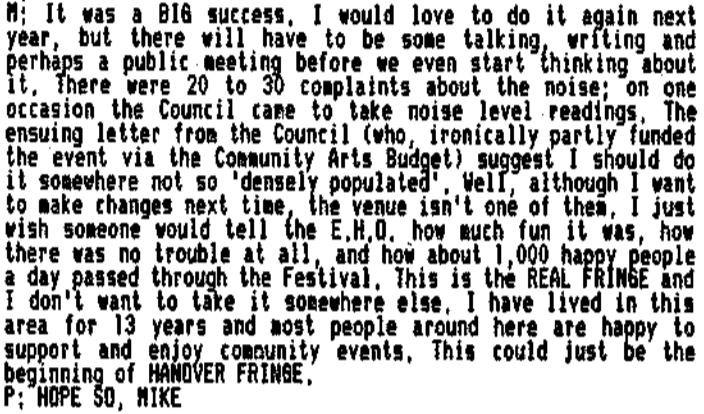 M: It was a BIG success. I would love to do it again next
year, but there will have to be some talking, writing and
perhaps a public meeting before we even start thinking about
it. There were 20 to 30 complaints about the noise; on one
occasion the Council came to take noise level readings. The
ensuing letter from the Council (who, ironically partly funded
the event via the Community Arts Budget) suggest I should do
it somewhere not so 'densely populated'. Well, although I want
to make changes next time, the venue isn't one of them. I just
wish someone would tell the E.H.O. how much fun it was, how
there was no trouble at all, and how about 1,000 happy people
a day passed through the Festival. This is the REAL FRINGE and
I don't want to take it somewhere else. I have lived in this
area for 13 years and most people around here are happy to
support and enjoy community events. This could just be the
beginning of HANOVER FRINGE.
P: HOPE SO, MIKE